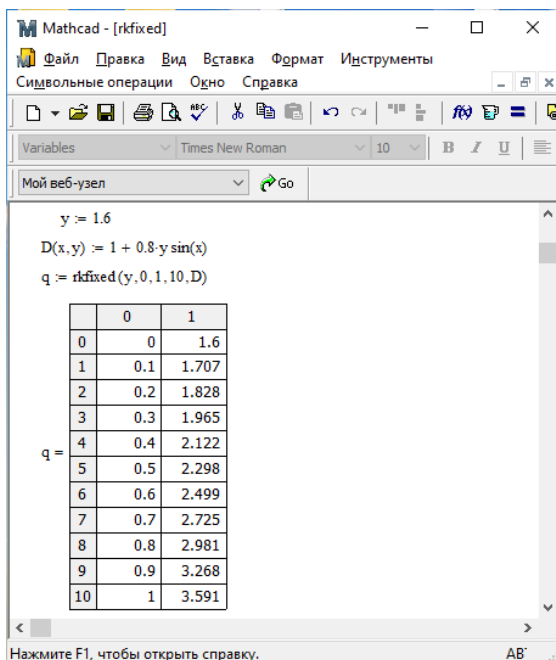 Mathcad - [rkfixed]
Файл Правка Вид Вставка Формат Инструменты
Символьные операции Окно Справка
Variables Times New Roman 10 B I U
Мой веб-узел Go
y := 1.6
D(x,y) := 1 + 0.8·y sin(x)
q := rkfixed(y,0,1,10,D)
0 1
0 0 1.6
1 0.1 1.707
2 0.2 1.828
3 0.3 1.965
q = 4 0.4 2.122
5 0.5 2.298
6 0.6 2.499
7 0.7 2.725
8 0.8 2.981
9 0.9 3.268
10 1 3.591
Нажмите F1, чтобы открыть справку. AB